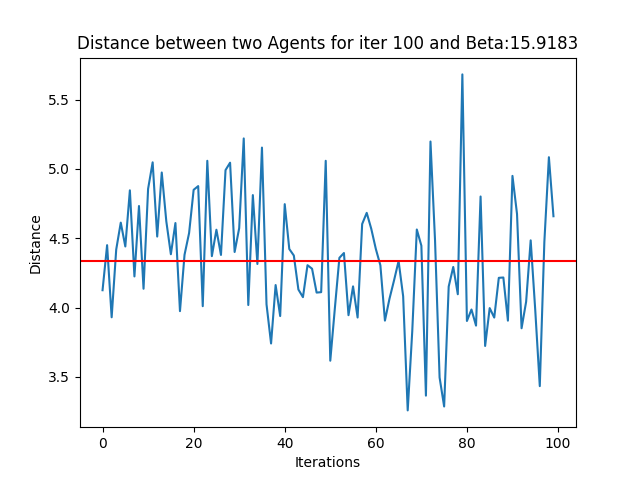 Distance between two Agents for iter 100 and Beta:15.9183
5.5
5.0
4.5
4.0
3.5
Distance
0 20 40 60 80 100
Iterations